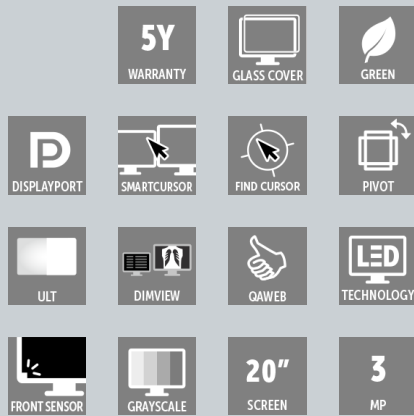 5Y
WARRANTY
GLASS COVER
GREEN
DISPLAYPORT
SMARTCURSOR
FIND CURSOR
PIVOT
ULT
DIMVIEW
QAWEB
LED
TECHNOLOGY
FRONT SENSOR
GRAYSCALE
20"
SCREEN
3
MP